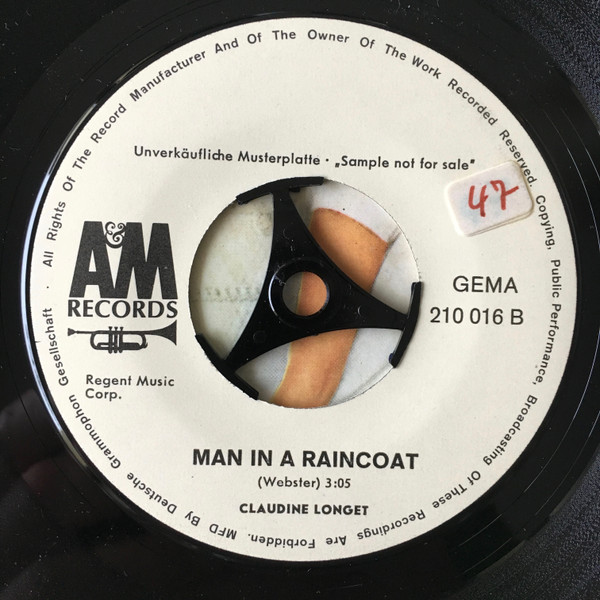 All Rights Of The Record Manufacturer And Of The Owner Of The Work Recorded Reserved. Copying, Public Performance, Broadcasting Of These Recordings Are Forbidden. MFD By Deutsche Grammophon Gesellschaft ·
Unverkäufliche Musterplatte · „Sample not for sale"
47
A&M
RECORDS
GEMA
210 016 B
Regent Music
Corp.
MAN IN A RAINCOAT
(Webster) 3:05
CLAUDINE LONGET